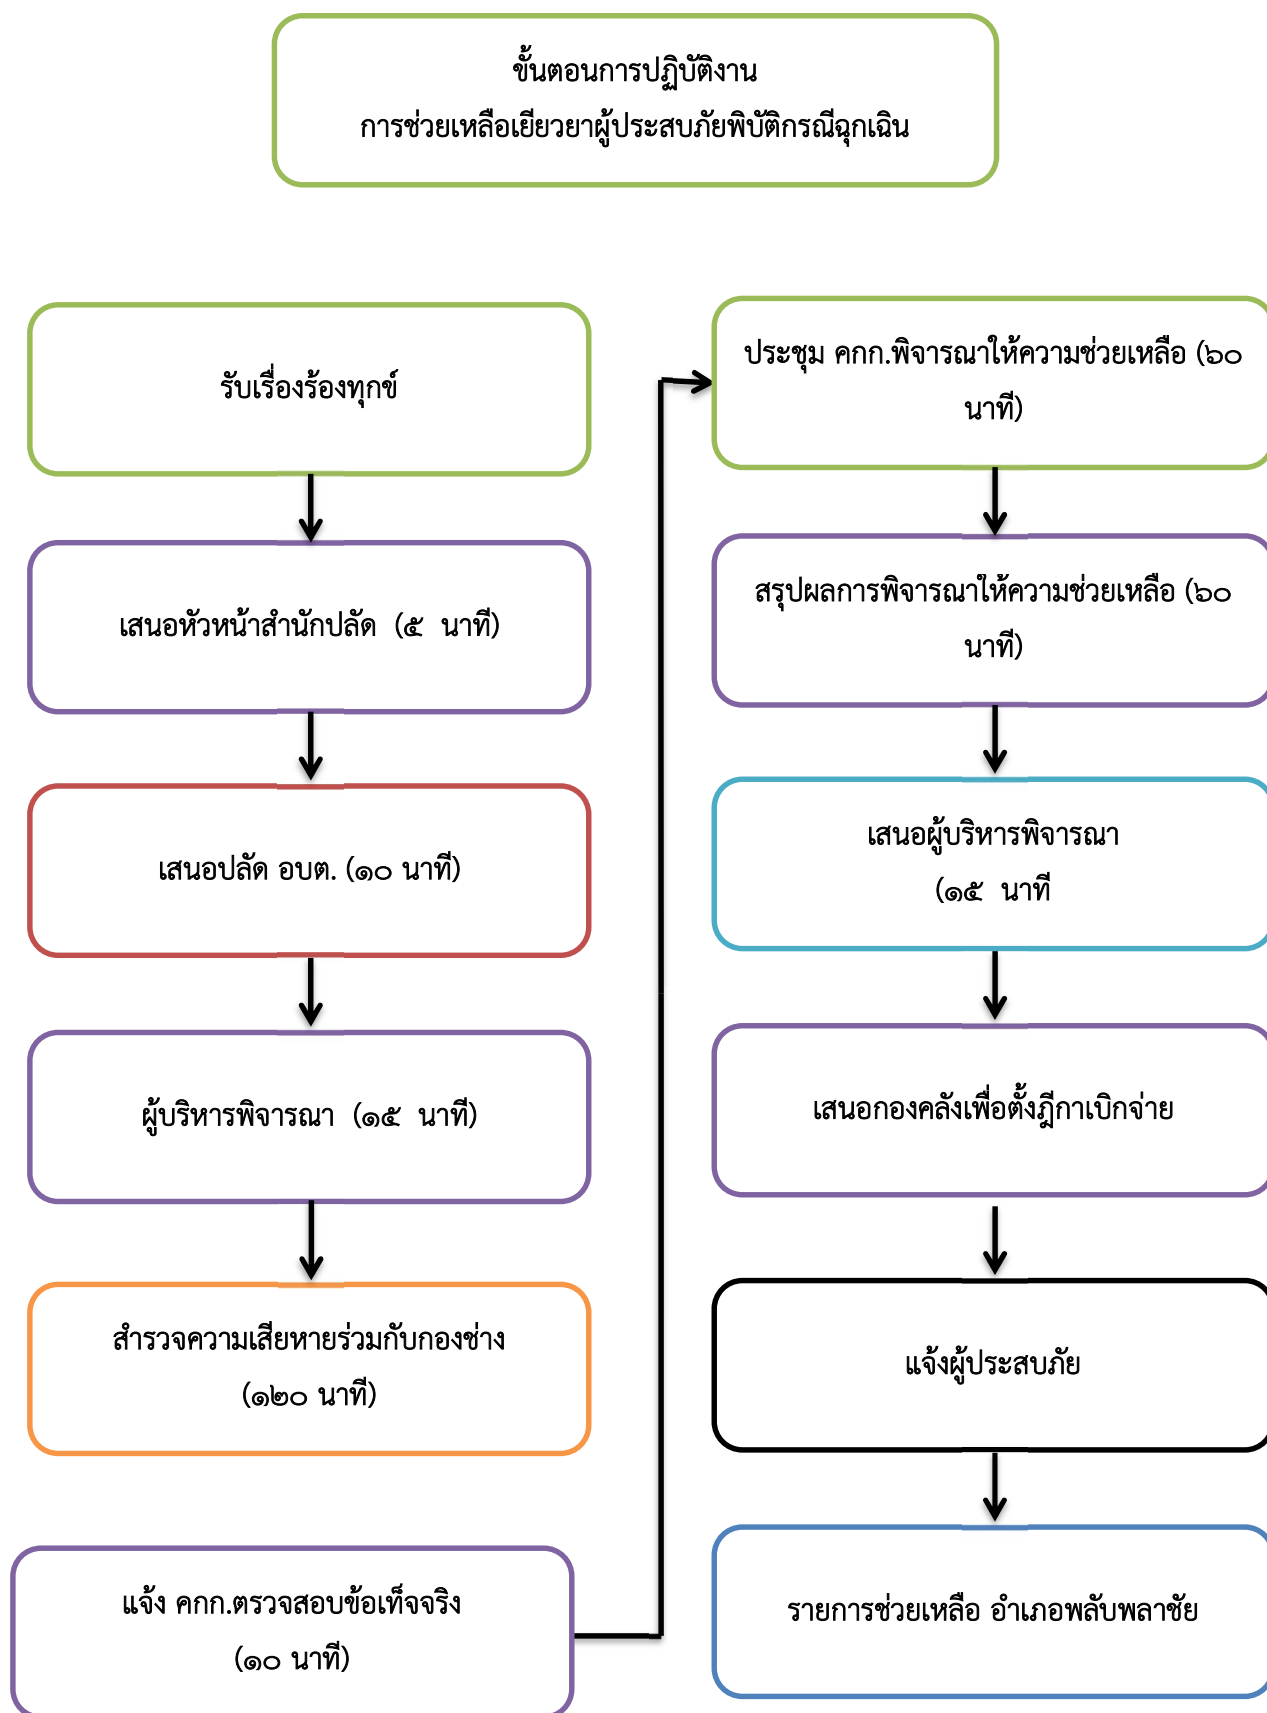 ขั้นตอนการปฏิบัติงาน
การช่วยเหลือเยียวยาผู้ประสบภัยพิบัติกรณีฉุกเฉิน
รับเรื่องร้องทุกข์
เสนอหัวหน้าสำนักปลัด (๕ นาที)
เสนอปลัด อบต. (๑๐ นาที)
ผู้บริหารพิจารณา (๑๕ นาที)
สำรวจความเสียหายร่วมกับกองช่าง
(๑๒๐ นาที)
แจ้ง คกก.ตรวจสอบข้อเท็จจริง
(๑๐ นาที)
ประชุม คกก.พิจารณาให้ความช่วยเหลือ (๖๐
นาที)
สรุปผลการพิจารณาให้ความช่วยเหลือ (๖๐
นาที)
เสนอผู้บริหารพิจารณา
(๑๕ นาที
เสนอกองคลังเพื่อตั้งฎีกาเบิกจ่าย
แจ้งผู้ประสบภัย
รายการช่วยเหลือ อำเภอพลับพลาชัย